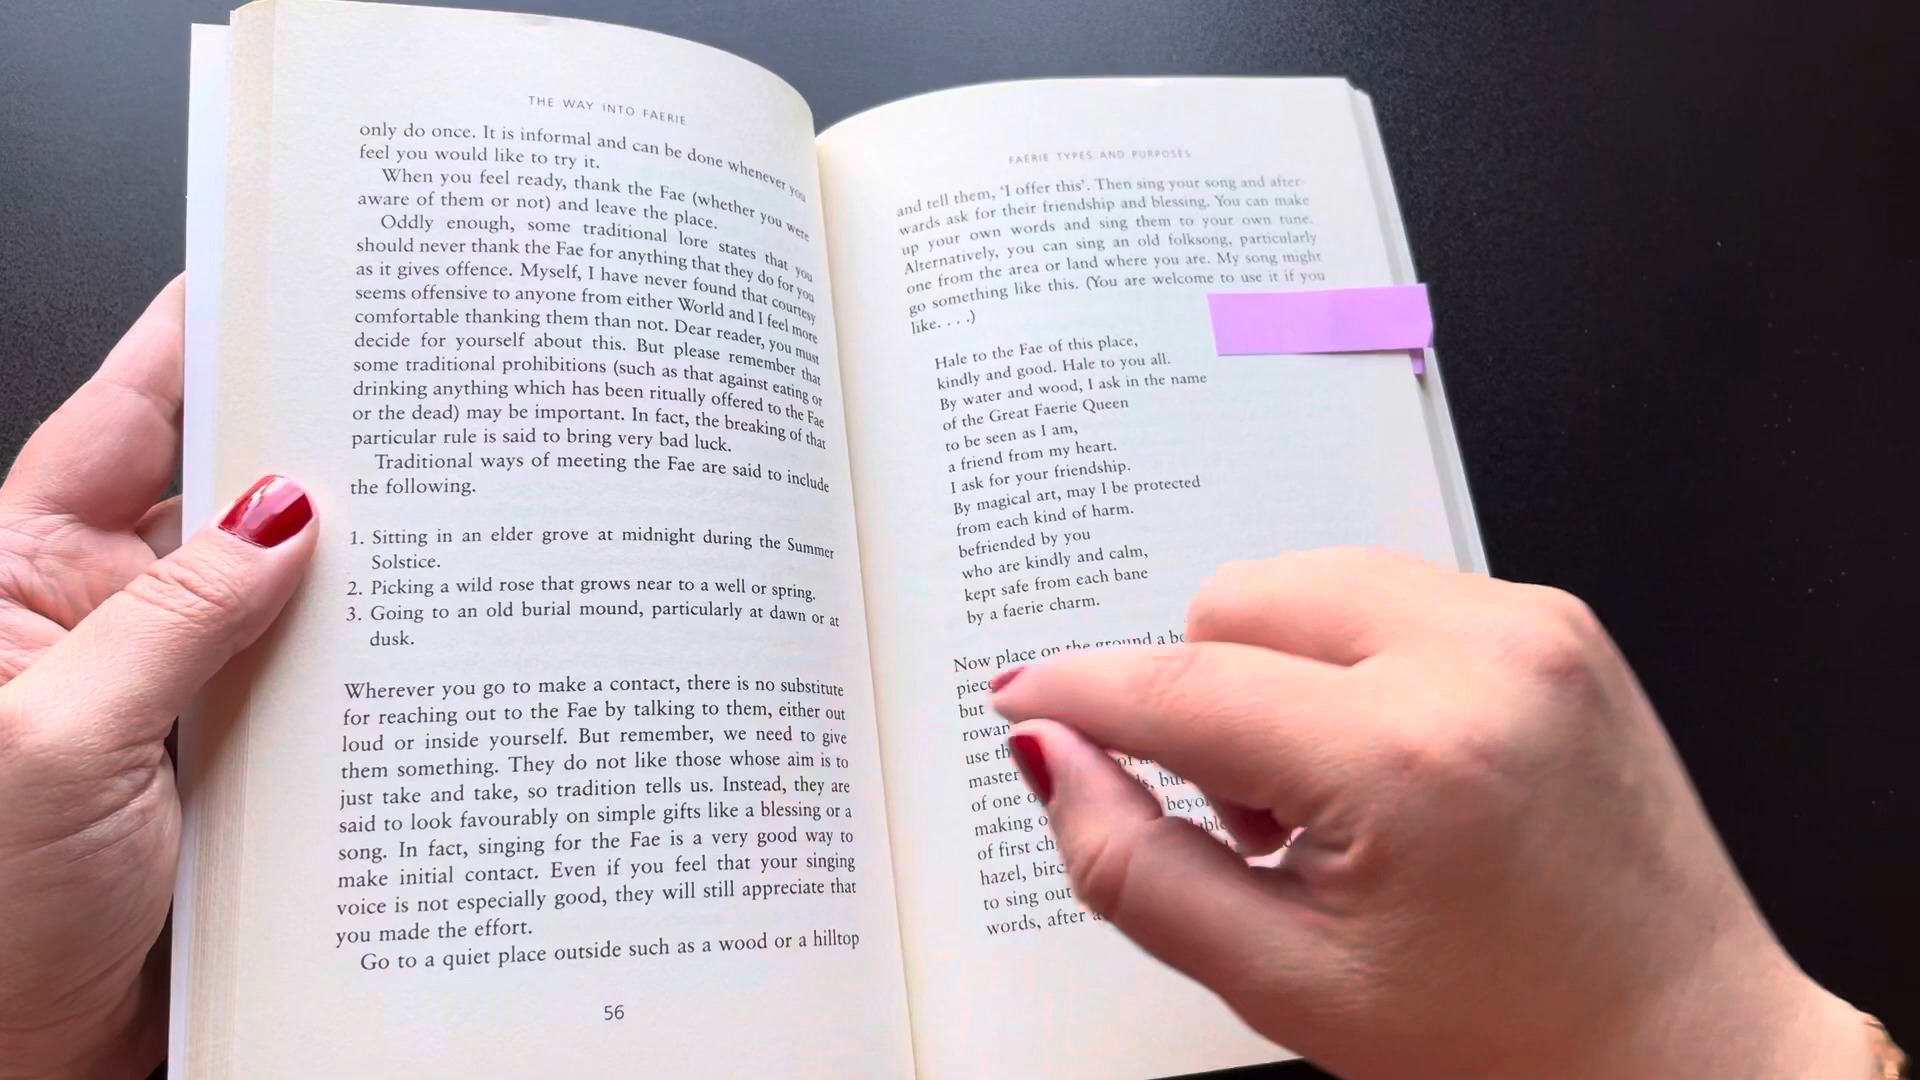 THE WAY INTO FAERIE
only do once. It is informal and can be done whenever you
feel you would like to try it.
When you feel ready, thank the Fae (whether you were
aware of them or not) and leave the place.
Oddly enough, some traditional lore states that you
should never thank the Fae for anything that they do for you
as it gives offence. Myself, I have never found that courtesy
seems offensive to anyone from either World and I feel more
comfortable thanking them than not. Dear reader, you must
decide for yourself about this. But please remember that
some traditional prohibitions (such as that against eating or
drinking anything which has been ritually offered to the Fae
or the dead) may be important. In fact, the breaking of that
particular rule is said to bring very bad luck.
Traditional ways of meeting the Fae are said to include
the following.
1. Sitting in an elder grove at midnight during the Summer
Solstice.
2. Picking a wild rose that grows near to a well or spring.
3. Going to an old burial mound, particularly at dawn or at
dusk.
Wherever you go to make a contact, there is no substitute
for reaching out to the Fae by talking to them, either out
loud or inside yourself. But remember, we need to give
them something. They do not like those whose aim is to
just take and take, so tradition tells us. Instead, they are
said to look favourably on simple gifts like a blessing or a
song. In fact, singing for the Fae is a very good way to
make initial contact. Even if you feel that your singing
voice is not especially good, they will still appreciate that
you made the effort.
Go to a quiet place outside such as a wood or a hilltop
56
FAERIE TYPES AND PURPOSES
and tell them, ‘I offer this’. Then sing your song and after-
wards ask for their friendship and blessing. You can make
up your own words and sing them to your own tune.
Alternatively, you can sing an old folksong, particularly
one from the area or land where you are. My song might
go something like this. (You are welcome to use it if you
like. . . .)
Hale to the Fae of this place,
kindly and good. Hale to you all.
By water and wood, I ask in the name
of the Great Faerie Queen
to be seen as I am,
a friend from my heart.
I ask for your friendship.
By magical art, may I be protected
from each kind of harm.
befriended by you
who are kindly and calm,
kept safe from each bane
by a faerie charm.
Now place on the ground a
but
rowan
use
master
of one
making
of first
hazel,
to sing out
words, after